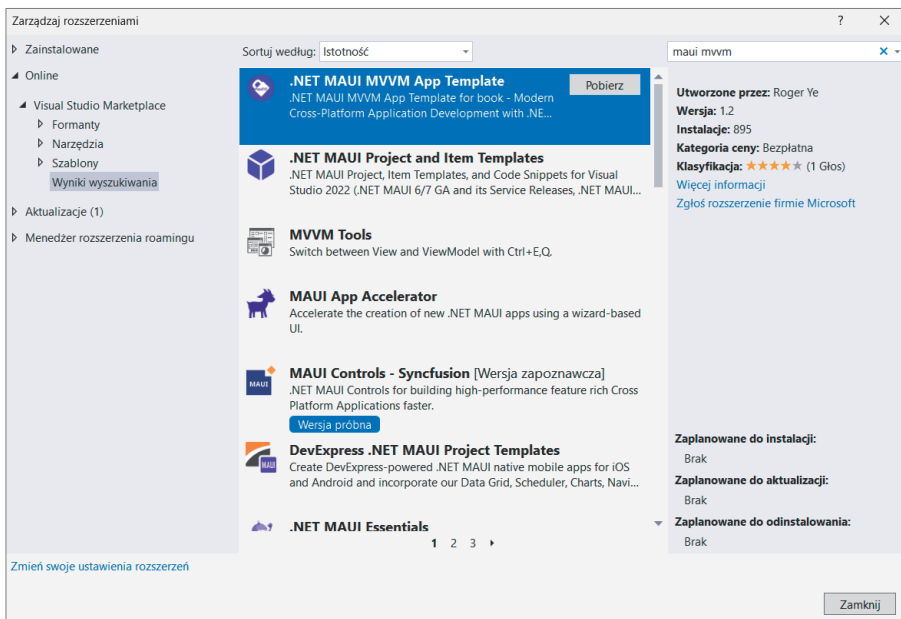 Zarządzaj rozszerzeniami
?
Zainstalowane
Online
Visual Studio Marketplace
Formanty
Narzędzia
Szablony
Wyniki wyszukiwania
Aktualizacje (1)
Menedżer rozszerzenia roamingu
Sortuj według: Istotność
.NET MAUI MVVM App Template
Pobierz
.NET MAUI MVVM App Template for book - Modern
Cross-Platform Application Development with .NE...
.NET MAUI Project and Item Templates
.NET MAUI Project, Item Templates, and Code Snippets for Visual
Studio 2022 (.NET MAUI 6/7 GA and its Service Releases, .NET MAUI...
MVVM Tools
Switch between View and ViewModel with Ctrl+E,Q.
MAUI App Accelerator
Accelerate the creation of new .NET MAUI apps using a wizard-based
UI.
MAUI
MAUI Controls - Syncfusion [Wersja zapoznawcza]
.NET MAUI Controls for building high-performance feature rich Cross
Platform Applications faster.
Wersja próbna
MAUI
DevExpress .NET MAUI Project Templates
Create DevExpress-powered .NET MAUI native mobile apps for iOS
and Android and incorporate our Data Grid, Scheduler, Charts, Navi...
.NET MAUI Essentials
1 2 3
maui mvvm
Utworzone przez: Roger Ye
Wersja: 1.2
Instalacje: 895
Kategoria ceny: Bezpłatna
Klasyfikacja: ★★★★★ (1 Głos)
Więcej informacji
Zgłoś rozszerzenie firmie Microsoft
Zaplanowane do instalacji:
Brak
Zaplanowane do aktualizacji:
Brak
Zaplanowane do odinstalowania:
Brak
Zmień swoje ustawienia rozszerzeń
Zamknij